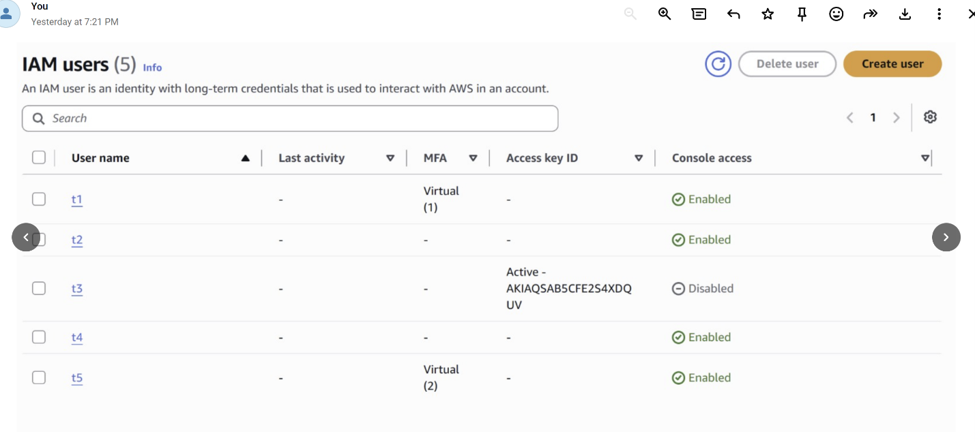 You
Yesterday at 7:21 PM
IAM users (5) Info
Delete user
Create user
An IAM user is an identity with long-term credentials that is used to interact with AWS in an account.
Search
1
User name Last activity MFA Access key ID Console access
t1 - Virtual (1) - Enabled
t2 - - - Enabled
t3 - - Active - AKIAQSAB5CFE2S4XDQUV Disabled
t4 - - - Enabled
t5 - Virtual (2) - Enabled